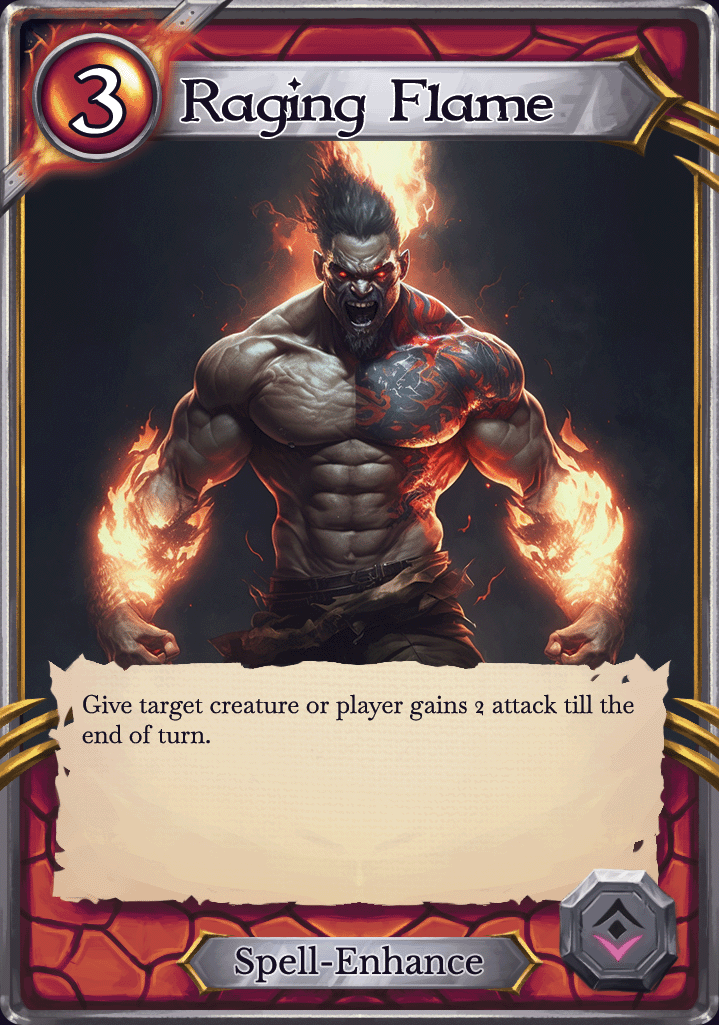 3
Raging Flame
Give target creature or player gains 2 attack till the
end of turn.
Spell-Enhance